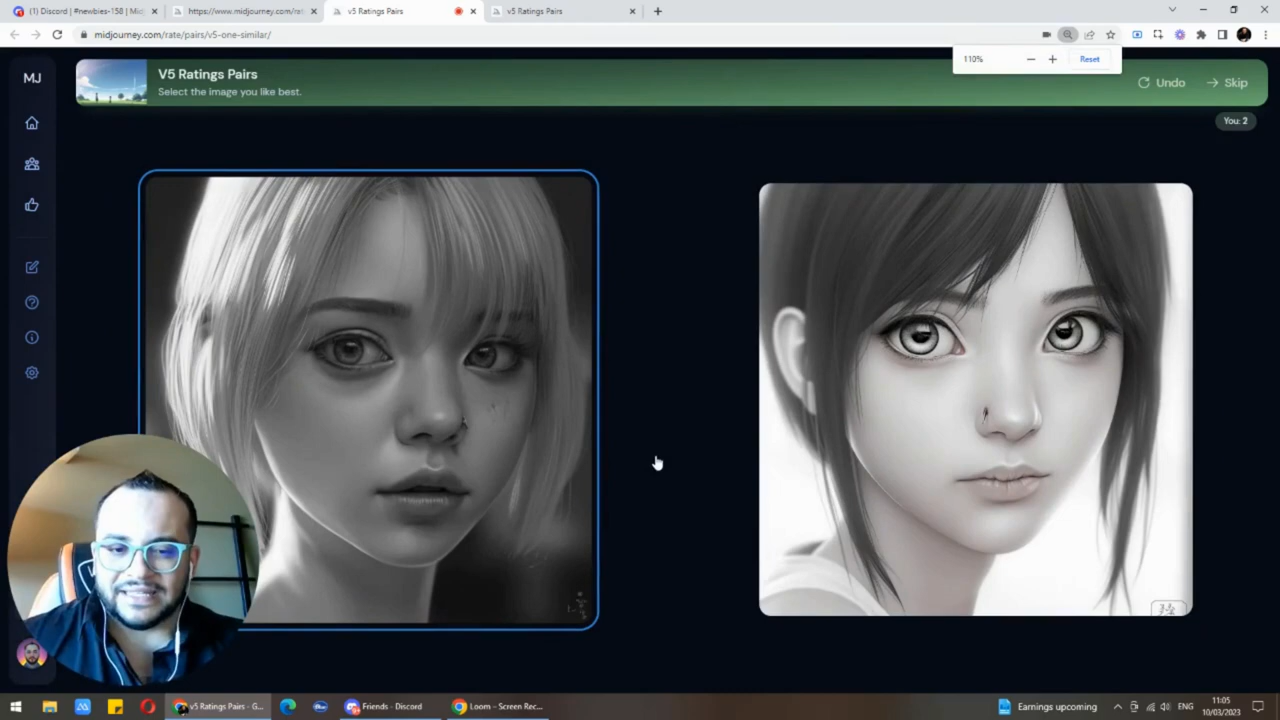 (1) Discord | #newbies-158 | Mid
https://www.midjourney.com/rat
v5 Ratings Pairs
v5 Ratings Pairs
midjourney.com/rate/pairs/v5-one-similar/
110%
Reset
MJ
V5 Ratings Pairs
Select the image you like best.
Undo
Skip
You: 2
v5 Ratings Pairs - G...
Friends - Discord
Loom – Screen Rec...
Earnings upcoming
ENG
11:05
10/03/2023